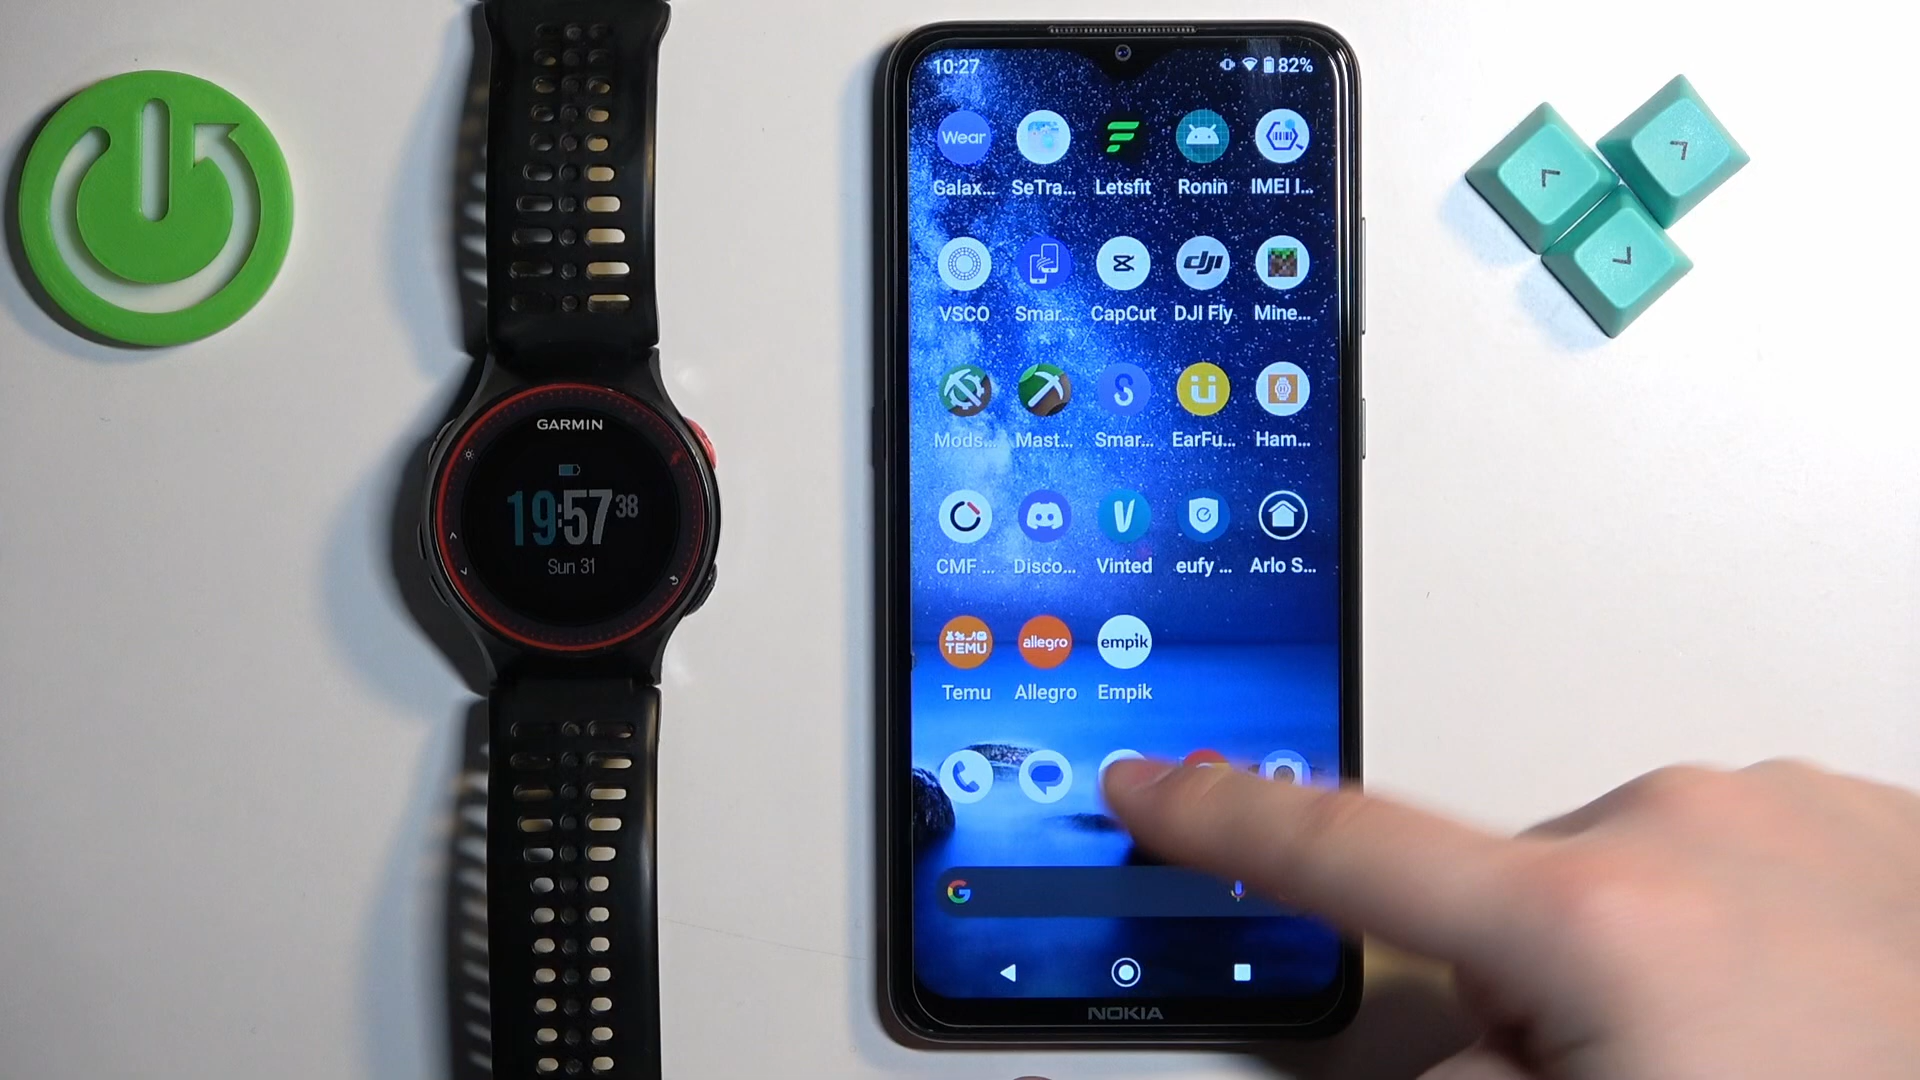 GARMIN
19:57 38
Sun 31
10:27
82%
Wear
Galax... SeTra... Letsfit Ronin IMEI I...
dji
VSCO Smar... CapCut DJI Fly Mine...
Mods... Mast... Smar... EarFu... Ham...
CMF ... Disco... Vinted eufy ... Arlo S...
TEMU allegro empik
Temu Allegro Empik
G
NOKIA